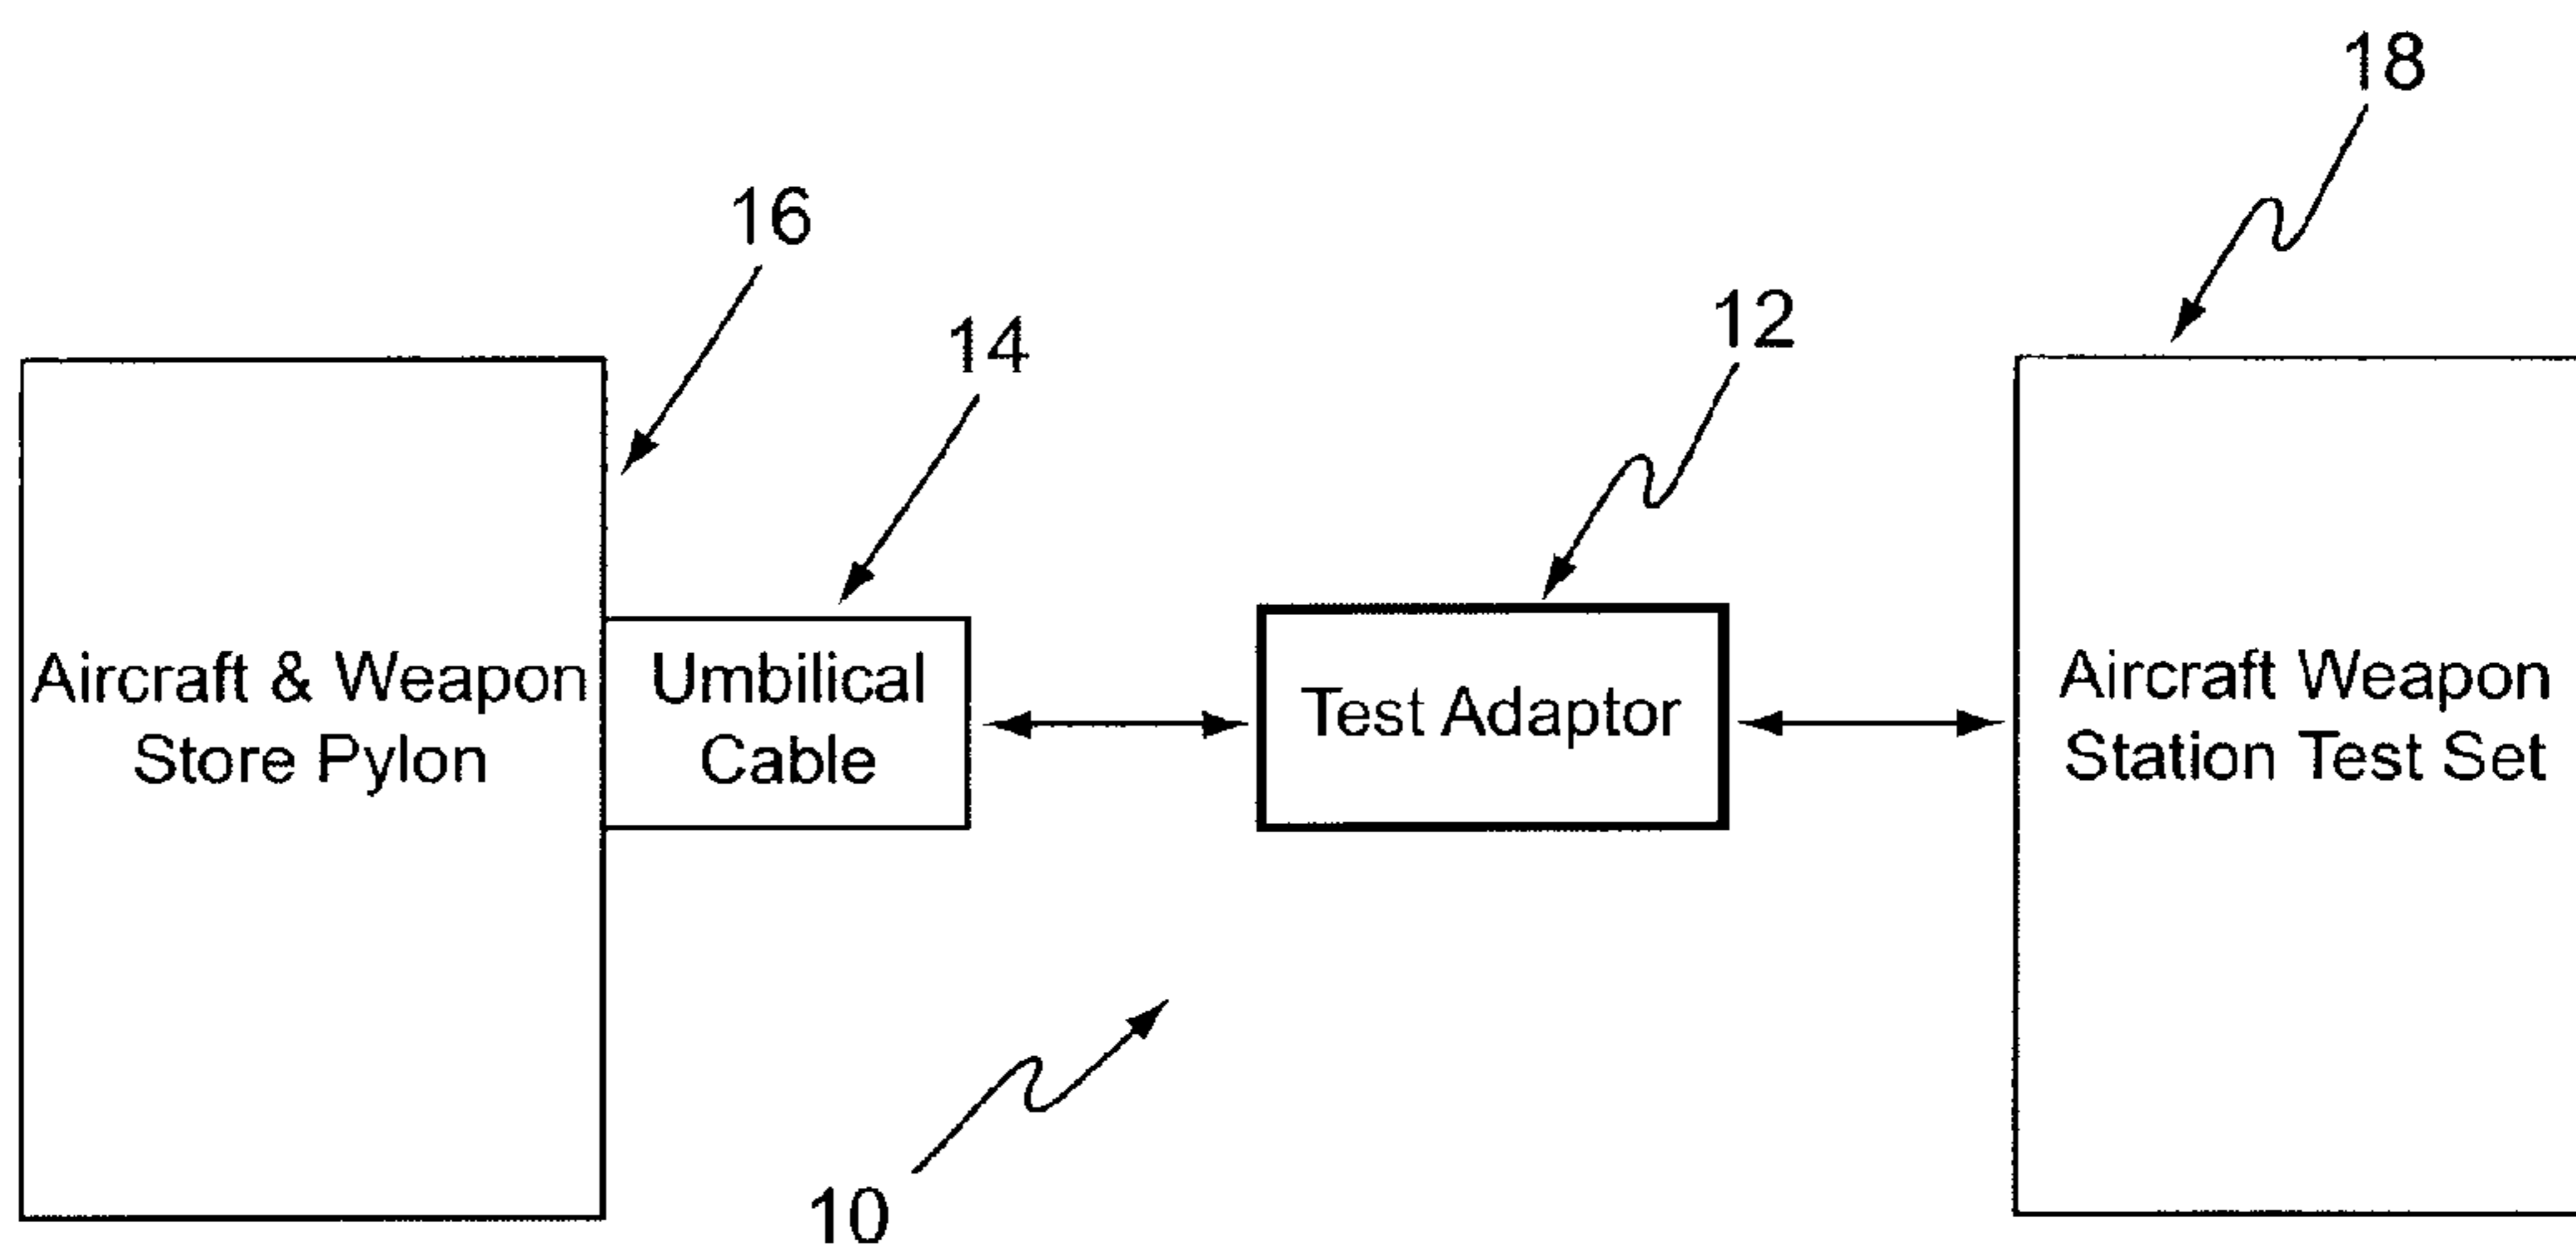 18
16
12
14
Aircraft & Weapon
Store Pylon
Umbilical
Cable
Test Adaptor
Aircraft Weapon
Station Test Set
10